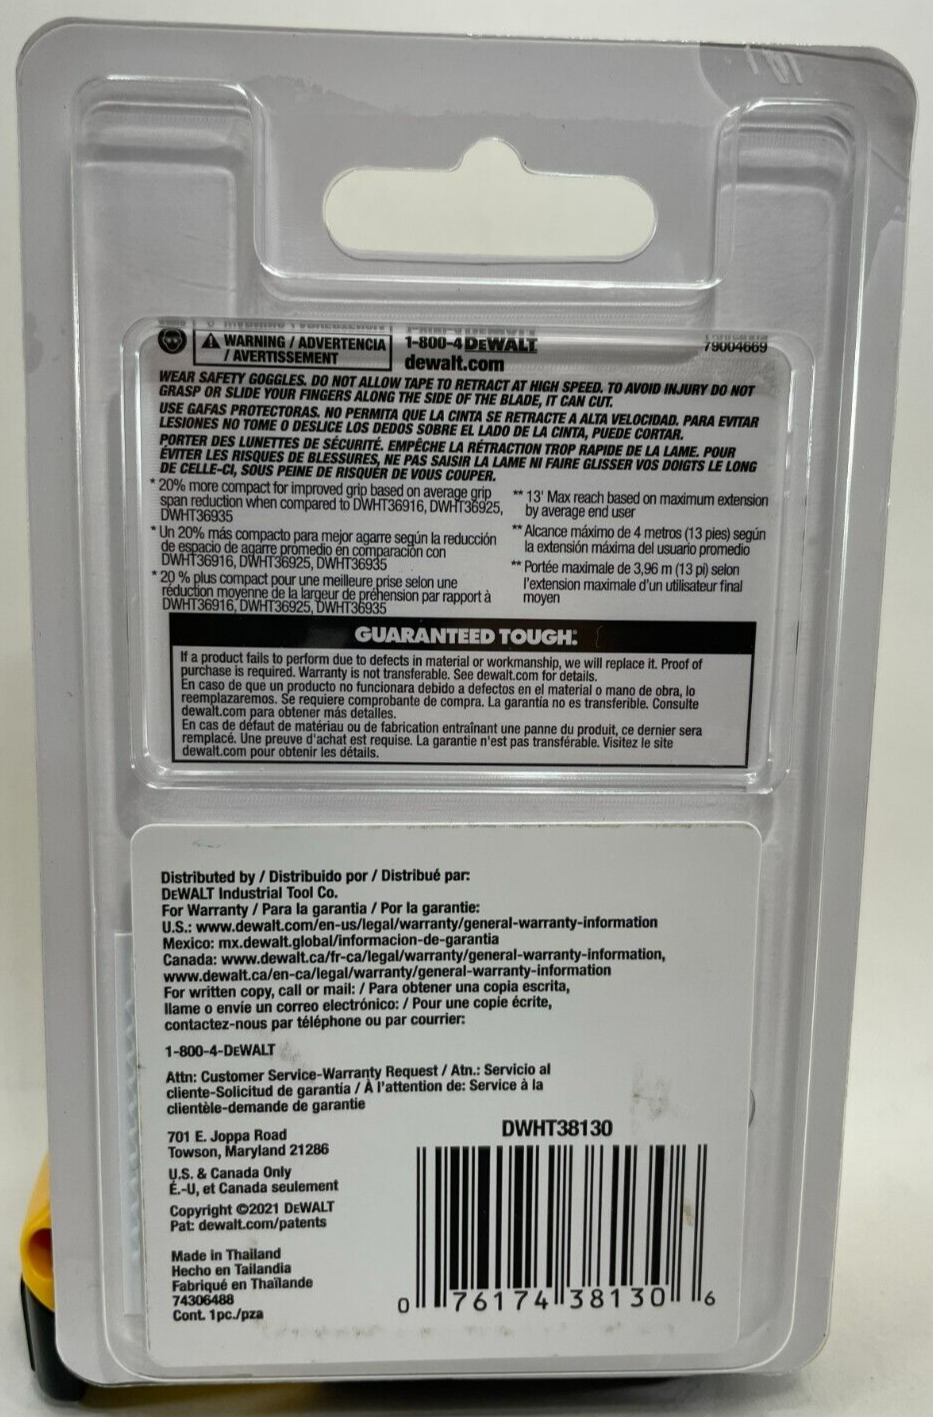 WARNING / ADVERTENCIA
/ AVERTISSEMENT
1-800-4 DEWALT
dewalt.com
79004669
WEAR SAFETY GOGGLES. DO NOT ALLOW TAPE TO RETRACT AT HIGH SPEED. TO AVOID INJURY DO NOT
GRASP OR SLIDE YOUR FINGERS ALONG THE SIDE OF THE BLADE, IT CAN CUT.
USE GAFAS PROTECTORAS. NO PERMITA QUE LA CINTA SE RETRACTE A ALTA VELOCIDAD. PARA EVITAR
LESIONES NO TOME O DESLICE LOS DEDOS SOBRE EL LADO DE LA CINTA, PUEDE CORTAR.
PORTER DES LUNETTES DE SÉCURITÉ. EMPÊCHE LA RÉTRACTION TROP RAPIDE DE LA LAME. POUR
ÉVITER LES RISQUES DE BLESSURES, NE PAS SAISIR LA LAME NI FAIRE GLISSER VOS DOIGTS LE LONG
DE CELLE-CI, SOUS PEINE DE RISQUER DE VOUS COUPER.
* 20% more compact for improved grip based on average grip
span reduction when compared to DWHT36916, DWHT36925,
DWHT36935
* Un 20% más compacto para mejor agarre según la reducción
de espacio de agarre promedio en comparación con
DWHT36916, DWHT36925, DWHT36935
* 20 % plus compact pour une meilleure prise selon une
réduction moyenne de la largeur de préhension par rapport à
DWHT36916, DWHT36925, DWHT36935
** 13' Max reach based on maximum extension
by average end user
** Alcance máximo de 4 metros (13 pies) según
la extensión máxima del usuario promedio
** Portée maximale de 3,96 m (13 pi) selon
l'extension maximale d'un utilisateur final
moyen
GUARANTEED TOUGH.
If a product fails to perform due to defects in material or workmanship, we will replace it. Proof of
purchase is required. Warranty is not transferable. See dewalt.com for details.
En caso de que un producto no funcionara debido a defectos en el material o mano de obra, lo
reemplazaremos. Se requiere comprobante de compra. La garantía no es transferible. Consulte
dewalt.com para obtener más detalles.
En cas de défaut de matériau ou de fabrication entraînant une panne du produit, ce dernier sera
remplacé. Une preuve d'achat est requise. La garantie n'est pas transférable. Visitez le site
dewalt.com pour obtenir les détails.
Distributed by / Distribuido por / Distribué par:
DEWALT Industrial Tool Co.
For Warranty / Para la garantia / Por la garantie:
U.S.: www.dewalt.com/en-us/legal/warranty/general-warranty-information
Mexico: mx.dewalt.global/informacion-de-garantia
Canada: www.dewalt.ca/fr-ca/legal/warranty/general-warranty-information,
www.dewalt.ca/en-ca/legal/warranty/general-warranty-information
For written copy, call or mail: / Para obtener una copia escrita,
llame o envíe un correo electrónico: / Pour une copie écrite,
contactez-nous par téléphone ou par courrier:
1-800-4-DEWALT
Attn: Customer Service-Warranty Request / Atn.: Servicio al
cliente-Solicitud de garantia / À l'attention de: Service à la
clientèle-demande de garantie
701 E. Joppa Road
Towson, Maryland 21286
U.S. & Canada Only
É.-U, et Canada seulement
Copyright ©2021 DEWALT
Pat: dewalt.com/patents
Made in Thailand
Hecho en Tailandia
Fabriqué en Thaïlande
74306488
Cont. 1pc./pza
DWHT38130
0 76174 38130 6